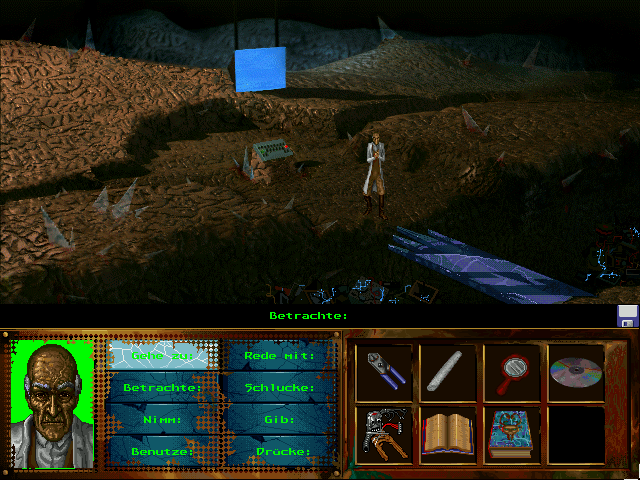 Betrachte:
Gehe zu: Rede mit:
Betrachte: Schlucke:
Nimm: Gib:
Benutze: Drücke: